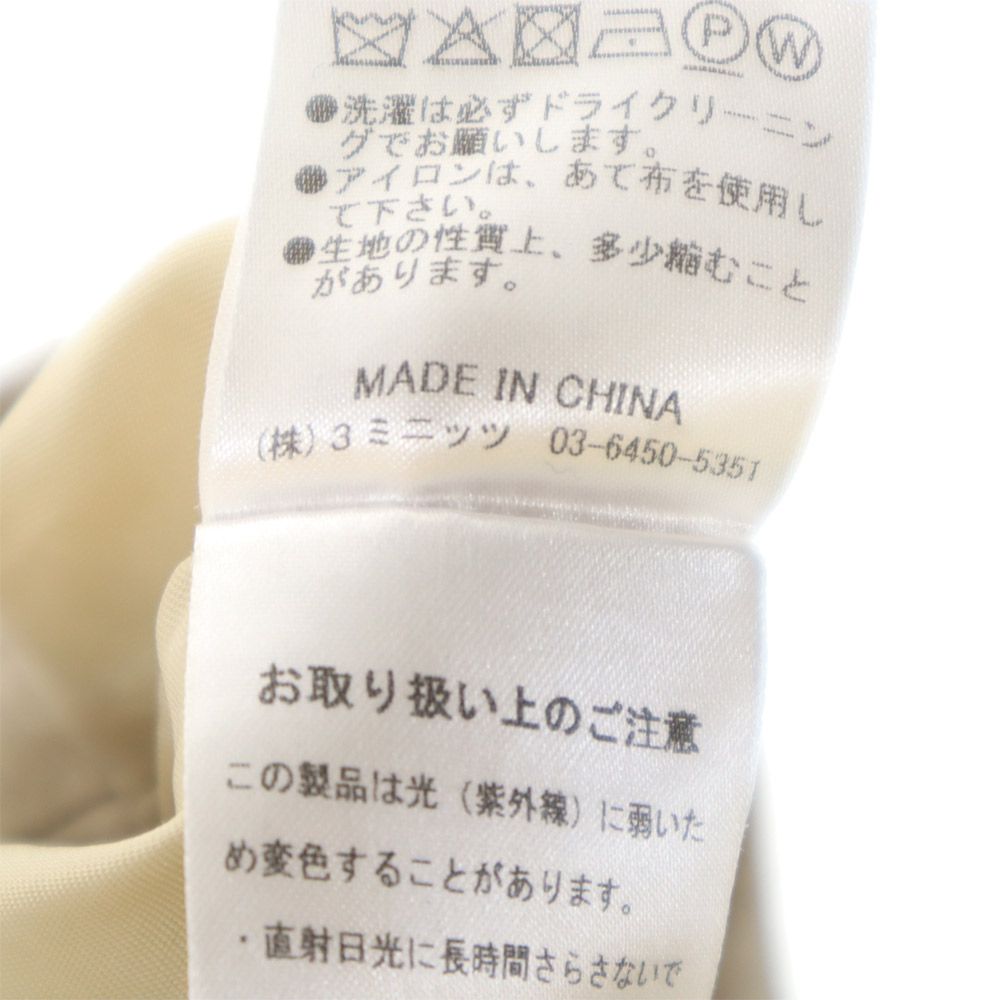 P W
●洗濯は必ずドライクリーニン
グでお願いします。
●アイロンは、あて布を使用し
て下さい。
●生地の性質上、多少縮むこと
があります。
MADE IN CHINA
(株)3ミニッツ 03-6450-5351
お取り扱い上のご注意
この製品は光(紫外線)に弱いた
め変色することがあります。
・直射日光に長時間さらさないで